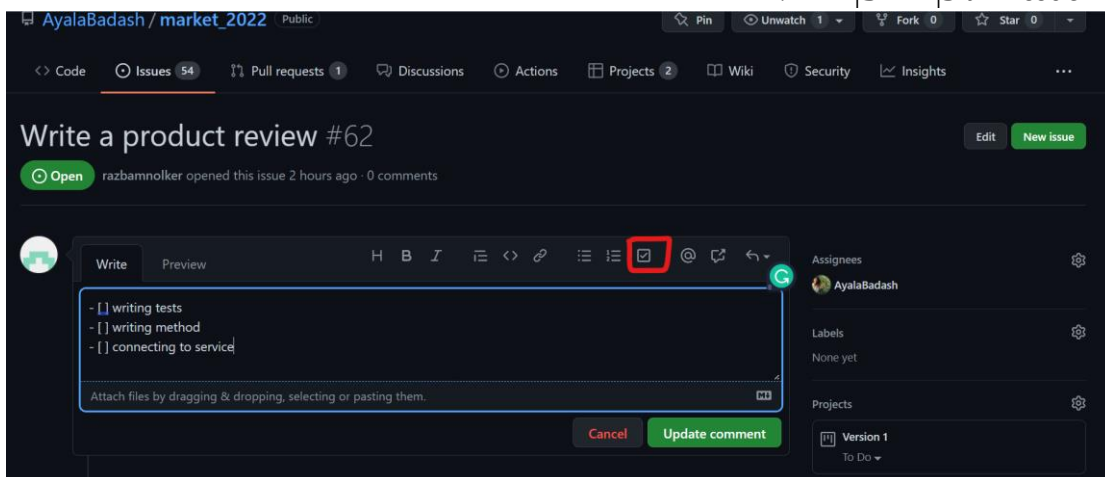 AyalaBadash / market_2022 Public Pin Unwatch 1 Fork 0 Star 0
<> Code Issues 54 Pull requests 1 Discussions Actions Projects 2 Wiki Security Insights ...
Write a product review #62
Edit New issue
Open razbamnolker opened this issue 2 hours ago · 0 comments
Write Preview H B I
Assignees
AyalaBadash
- [ ] writing tests
- [ ] writing method
- [ ] connecting to service
Labels
None yet
Attach files by dragging & dropping, selecting or pasting them.
Projects
Cancel Update comment
Version 1
To Do